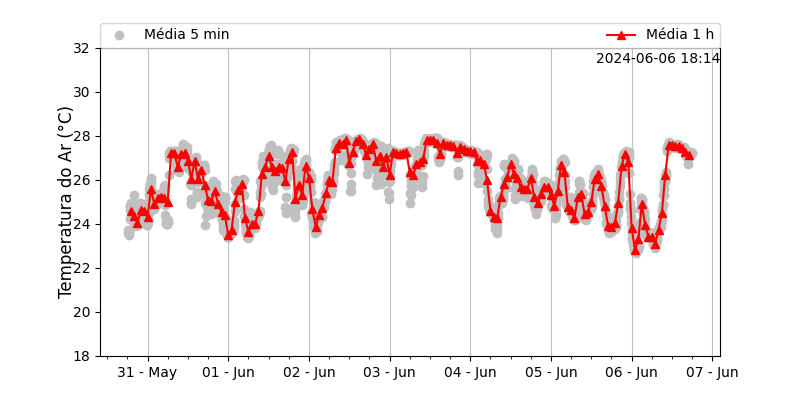 Média 5 min
Média 1 h
2024-06-06 18:14
Temperatura do Ar (°C)
32
30
28
26
24
22
20
18
31 - May
01 - Jun
02 - Jun
03 - Jun
04 - Jun
05 - Jun
06 - Jun
07 - Jun